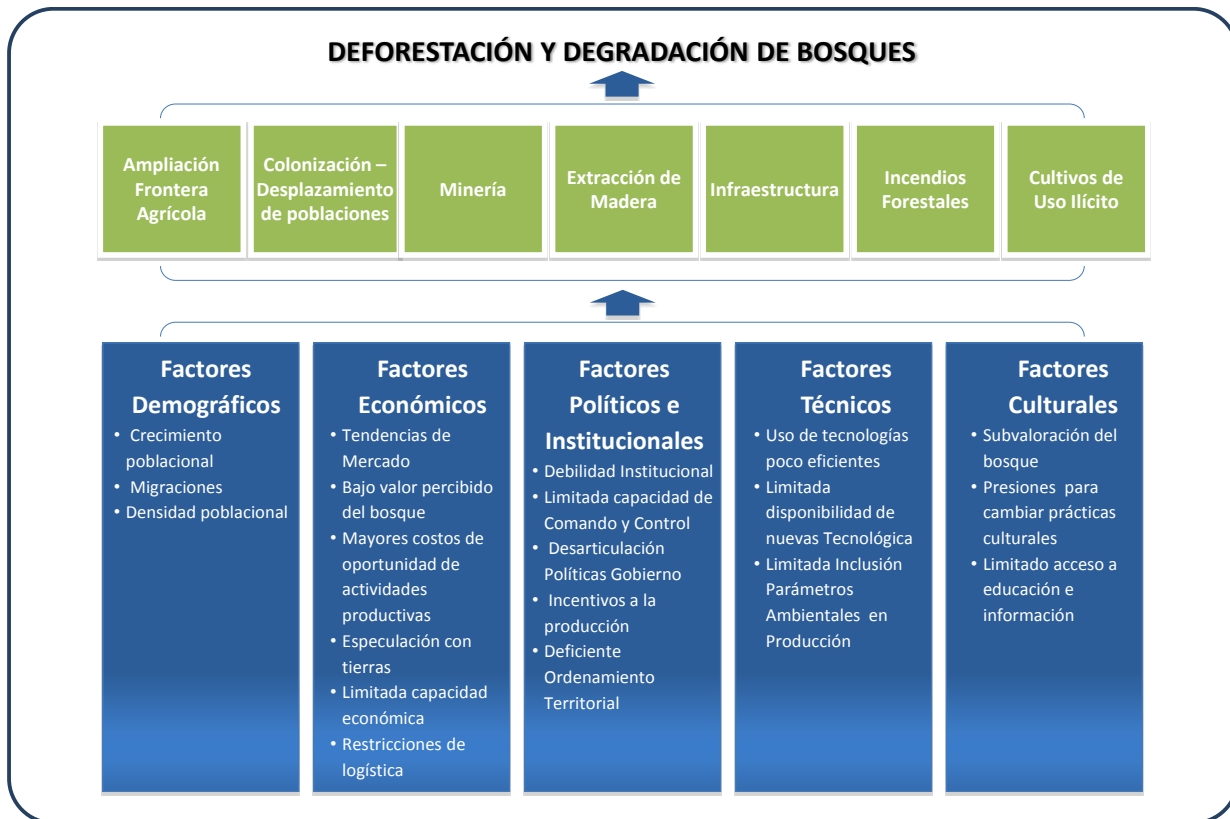 DEFORESTACIÓN Y DEGRADACIÓN DE BOSQUES
Ampliación
Frontera
Agrícola
Colonización –
Desplazamiento
de poblaciones
Minería
Extracción de
Madera
Infraestructura
Incendios
Forestales
Cultivos de
Uso Ilícito
Factores
Demográficos
• Crecimiento
poblacional
• Migraciones
• Densidad poblacional
Factores
Económicos
• Tendencias de
Mercado
• Bajo valor percibido
del bosque
• Mayores costos de
oportunidad de
actividades
productivas
• Especulación con
tierras
• Limitada capacidad
económica
• Restricciones de
logística
Factores
Políticos e
Institucionales
• Debilidad Institucional
• Limitada capacidad de
Comando y Control
• Desarticulación
Políticas Gobierno
• Incentivos a la
producción
• Deficiente
Ordenamiento
Territorial
Factores
Técnicos
• Uso de tecnologías
poco eficientes
• Limitada
disponibilidad de
nuevas Tecnológica
• Limitada Inclusión
Parámetros
Ambientales en
Producción
Factores
Culturales
• Subvaloración del
bosque
• Presiones para
cambiar prácticas
culturales
• Limitado acceso a
educación e
información